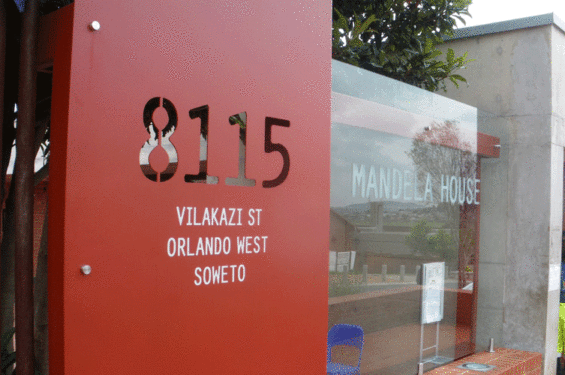 8115
VILAKAZI ST
ORLANDO WEST
SOWETO
MANDELA HOUSE